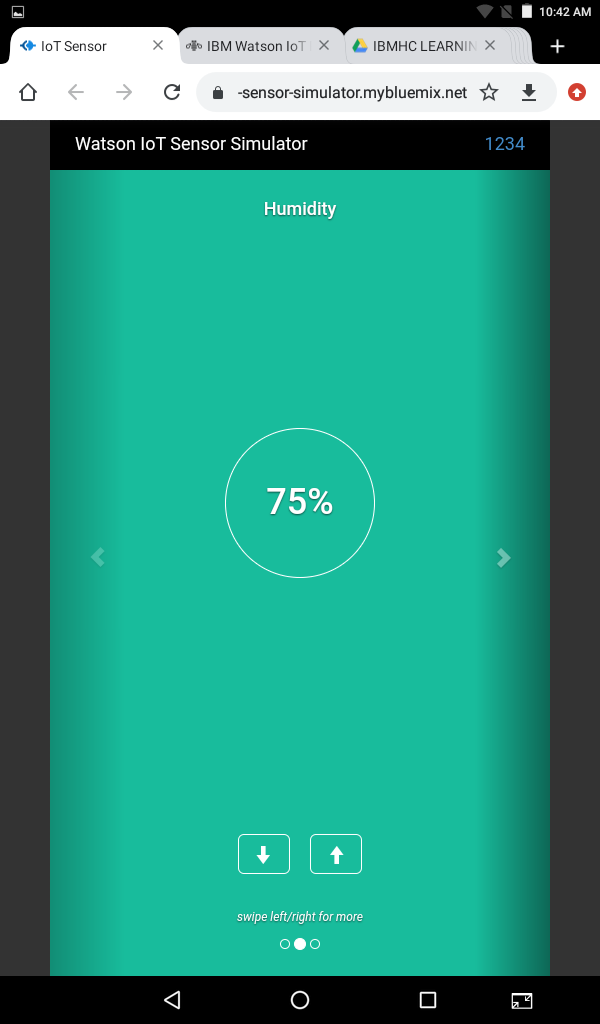 10:42 AM
IoT Sensor
IBM Watson IoT
IBMHC LEARNIN
-sensor-simulator.mybluemix.net
Watson IoT Sensor Simulator
1234
Humidity
75%
swipe left/right for more